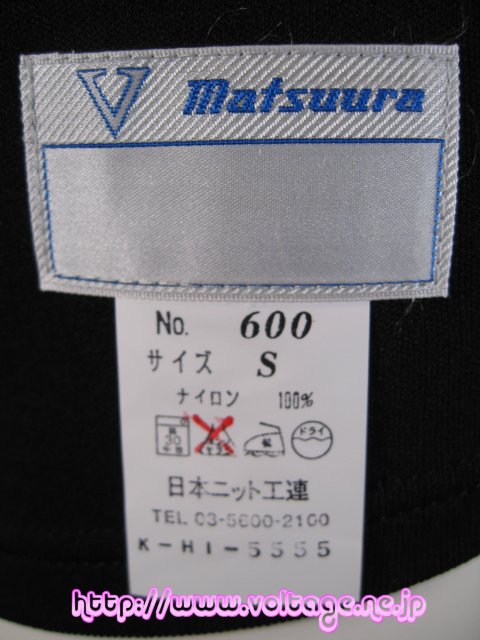 Matsuura
No. 600
サイズ S
ナイロン 100%
30 ドライ
日本ニット工連
TEL 03-5600-2100
K-HI-5555
http://www.voltage.ne.jp